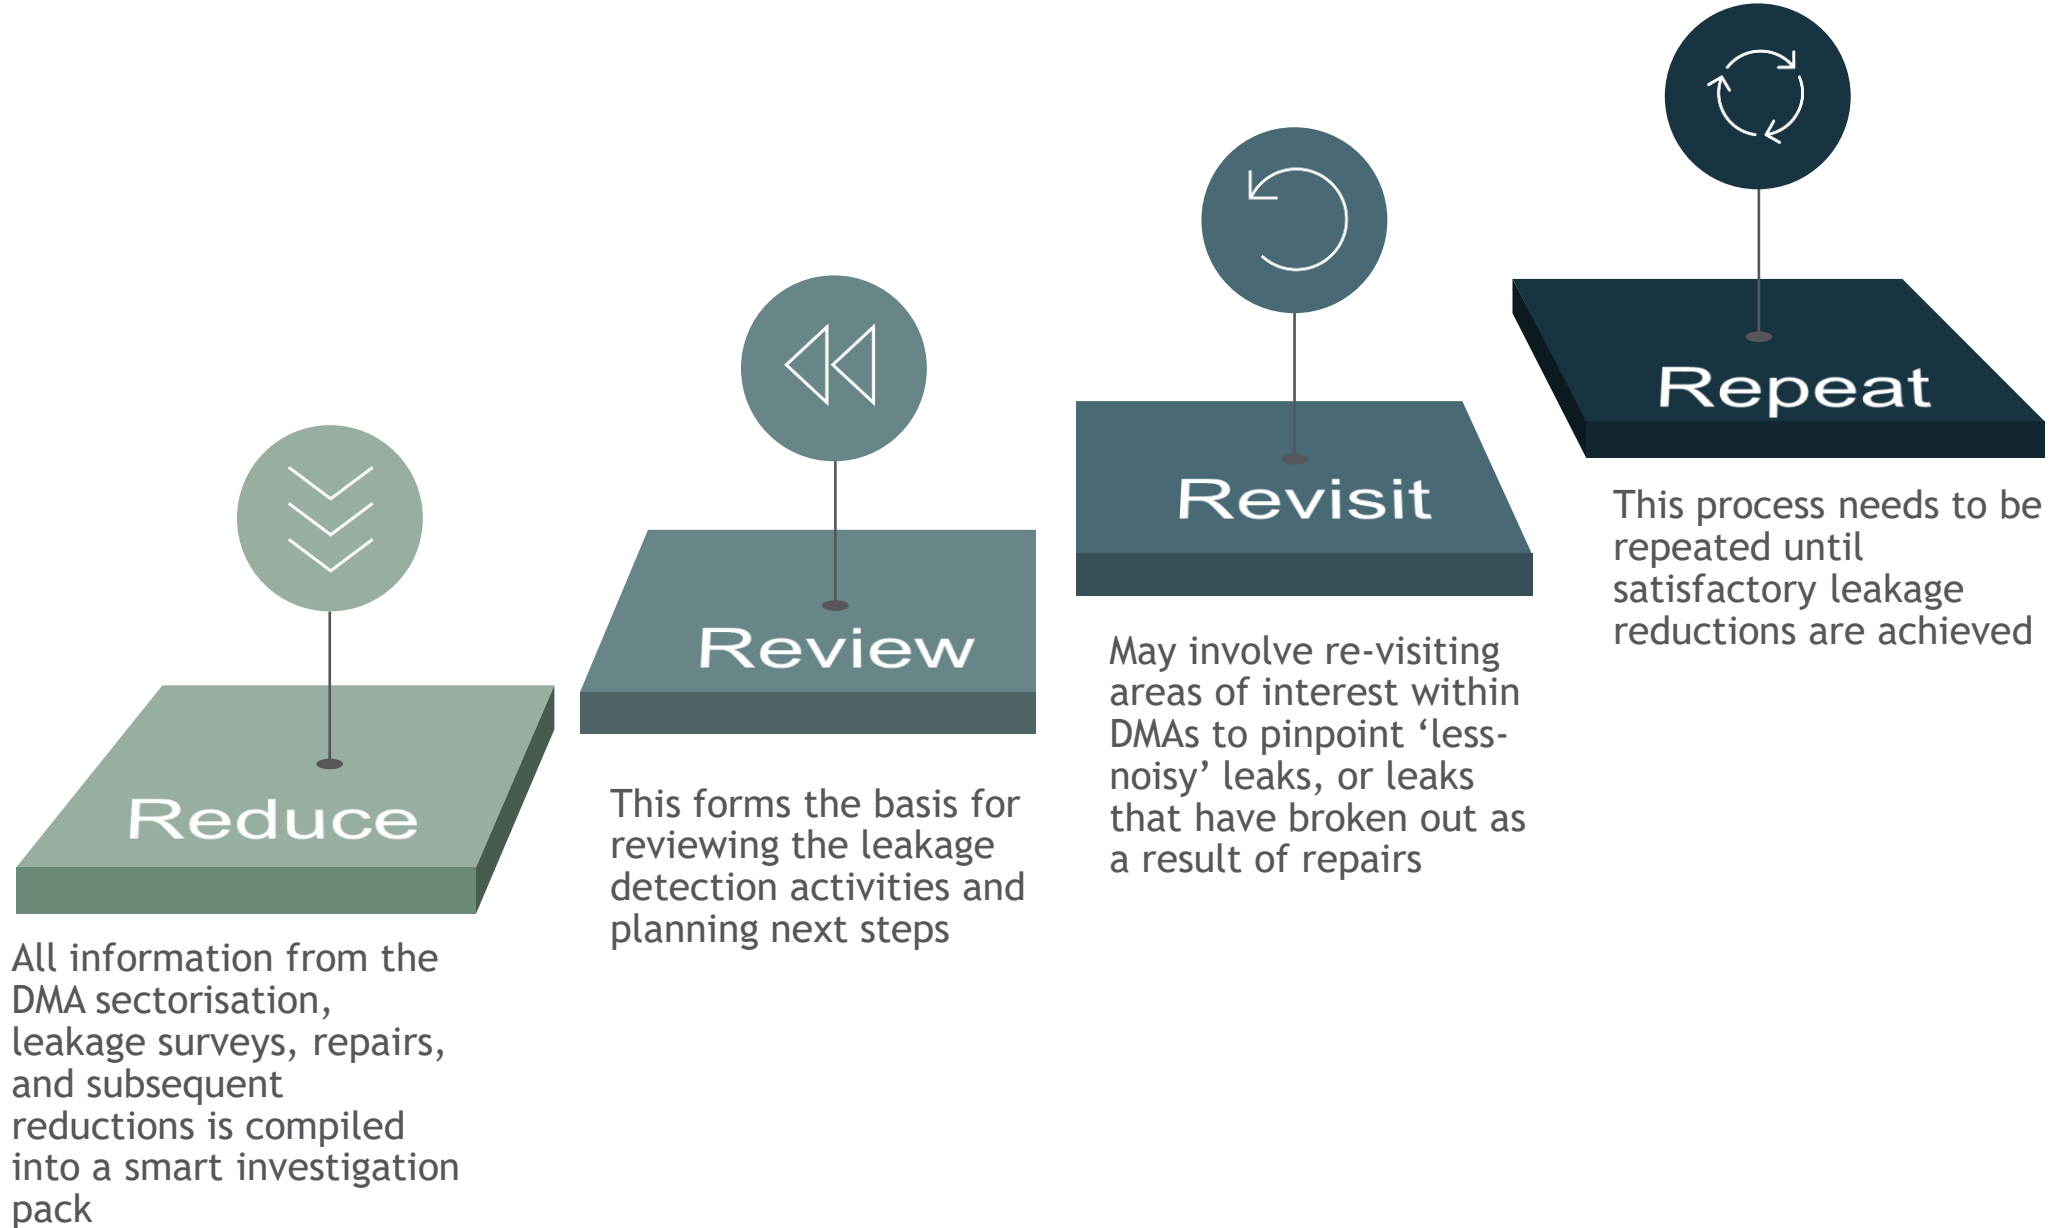 Reduce
All information from the
DMA sectorisation,
leakage surveys, repairs,
and subsequent
reductions is compiled
into a smart investigation
pack
Review
This forms the basis for
reviewing the leakage
detection activities and
planning next steps
Revisit
May involve re-visiting
areas of interest within
DMAs to pinpoint ‘less-
noisy’ leaks, or leaks
that have broken out as
a result of repairs
Repeat
This process needs to be
repeated until
satisfactory leakage
reductions are achieved